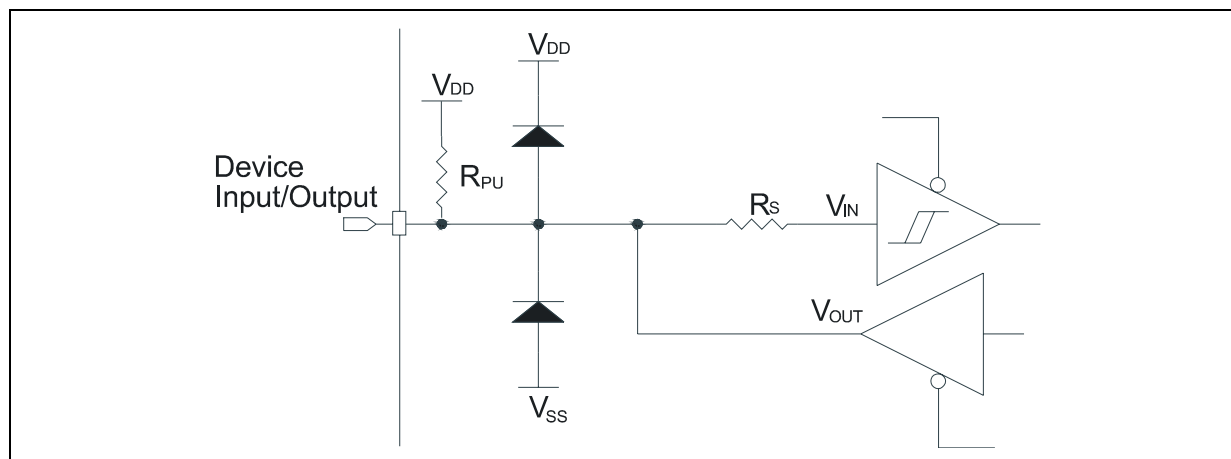 VDD
VDD
Device
Input/Output
RPU
RS
VIN
VOUT
VSS